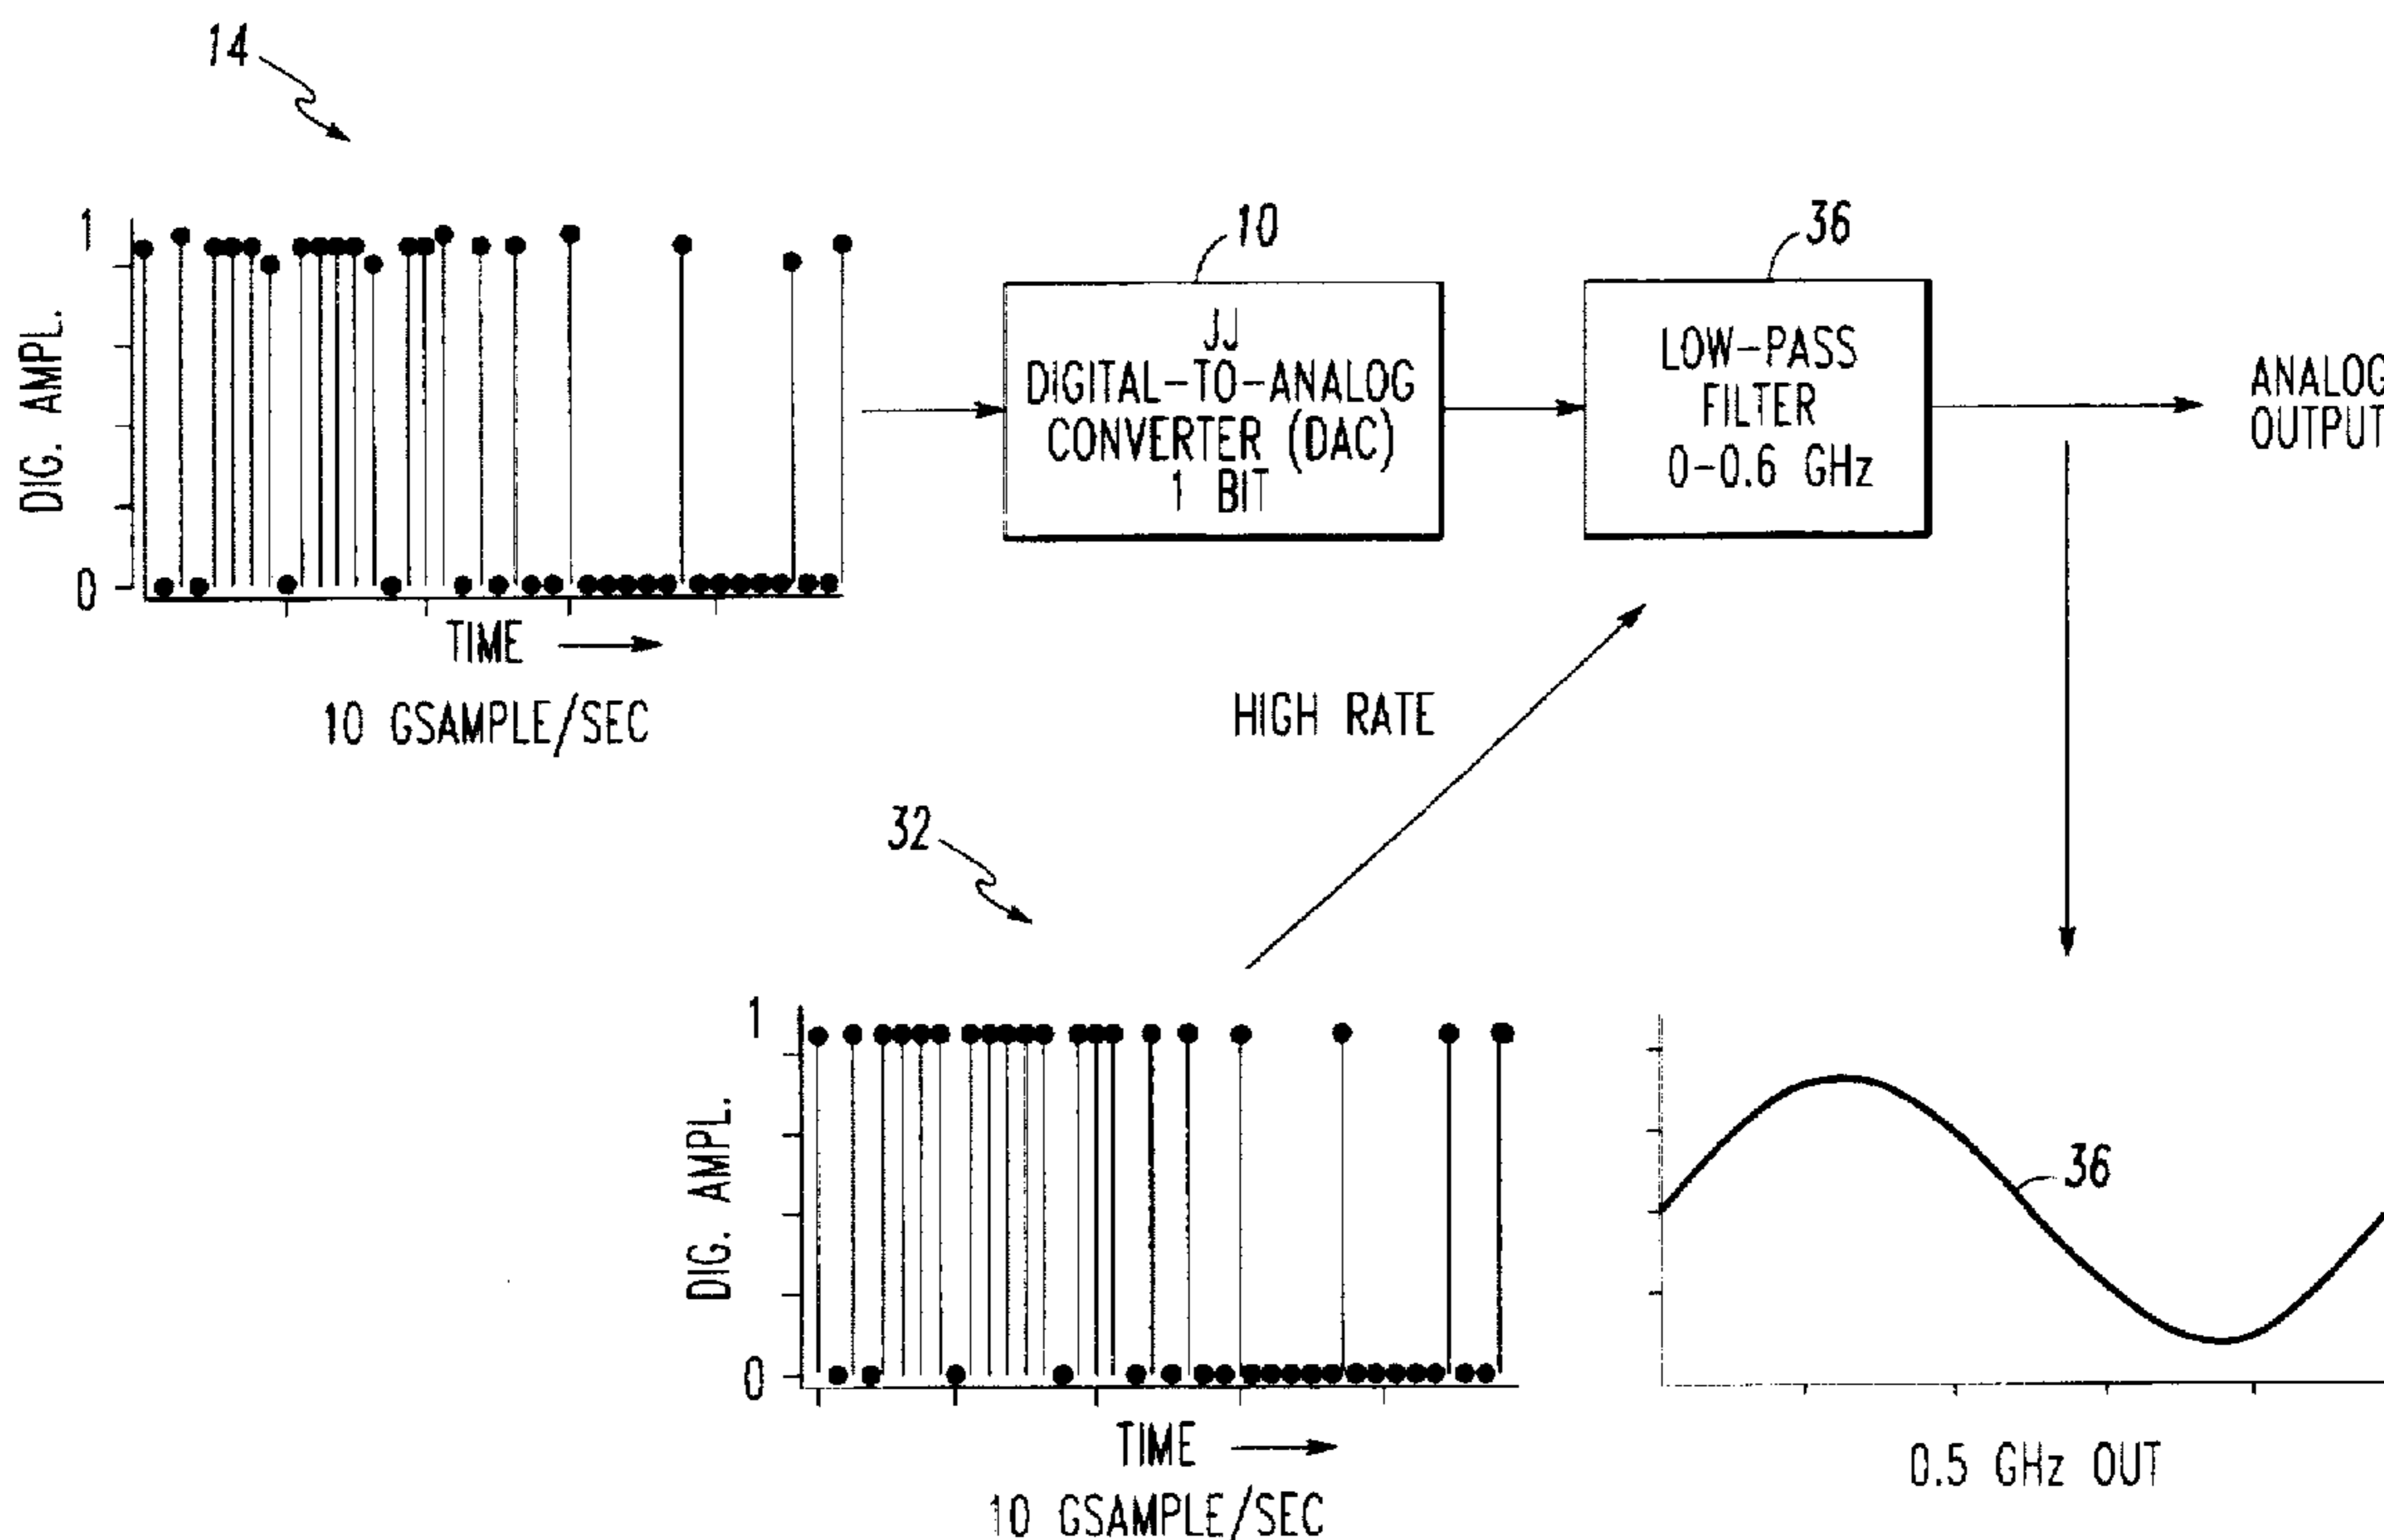 14
1
0
DIG. AMPL.
TIME
10 GSAMPLE/SEC
10
JJ
DIGITAL-TO-ANALOG
CONVERTER (DAC)
1 BIT
36
LOW-PASS
FILTER
0-0.6 GHz
ANALOG
OUTPUT
HIGH RATE
32
1
0
DIG. AMPL.
TIME
10 GSAMPLE/SEC
36
0.5 GHz OUT